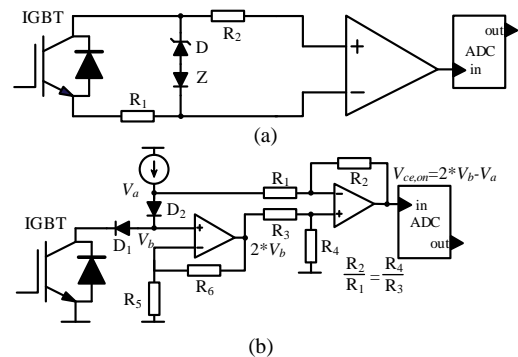 IGBT
R2
D
Z
R1
+
−
out
ADC
in
(a)
Va
R1
R2
Vce,on=2*Vb-Va
IGBT
D2
D1
Vb
+
−
2*Vb
R3
R4
−
+
in
ADC
out
R5
R6
R2/R1 = R4/R3
(b)